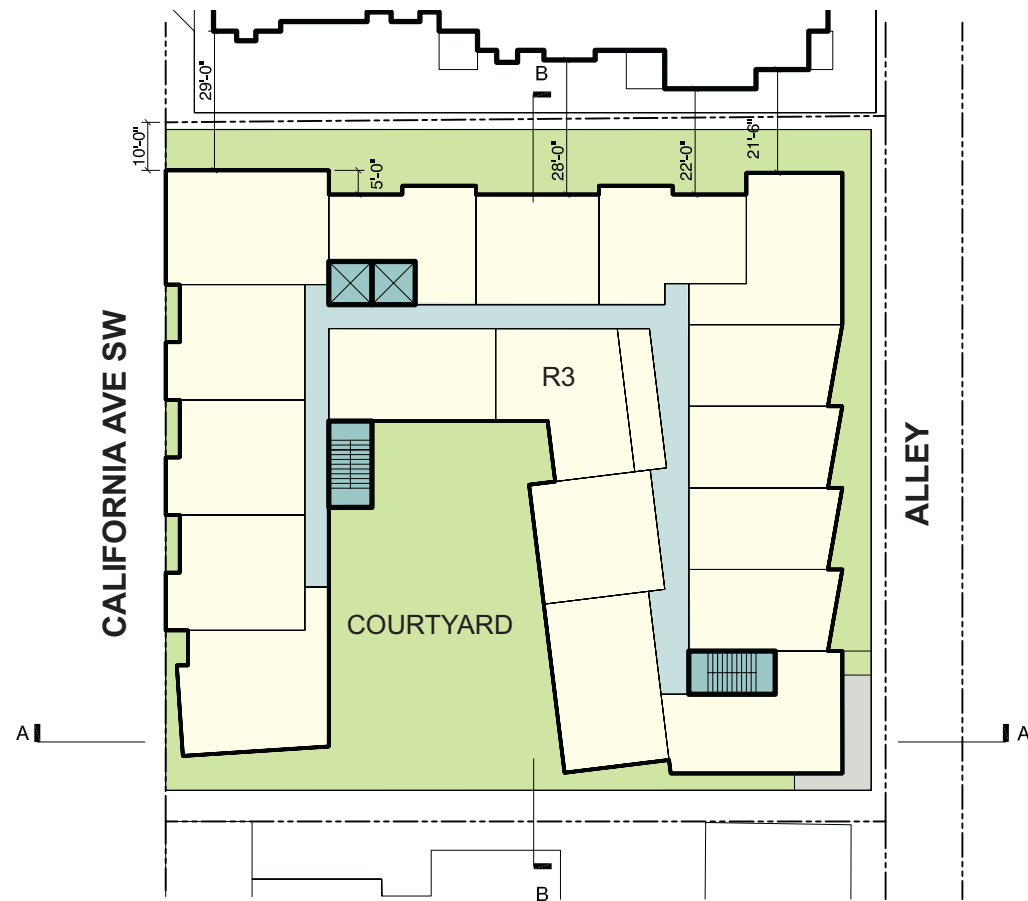 B
29'-0"
10'-0"
5'-0"
28'-0"
22'-0"
21'-6"
R3
CALIFORNIA AVE SW
ALLEY
COURTYARD
A
A
B